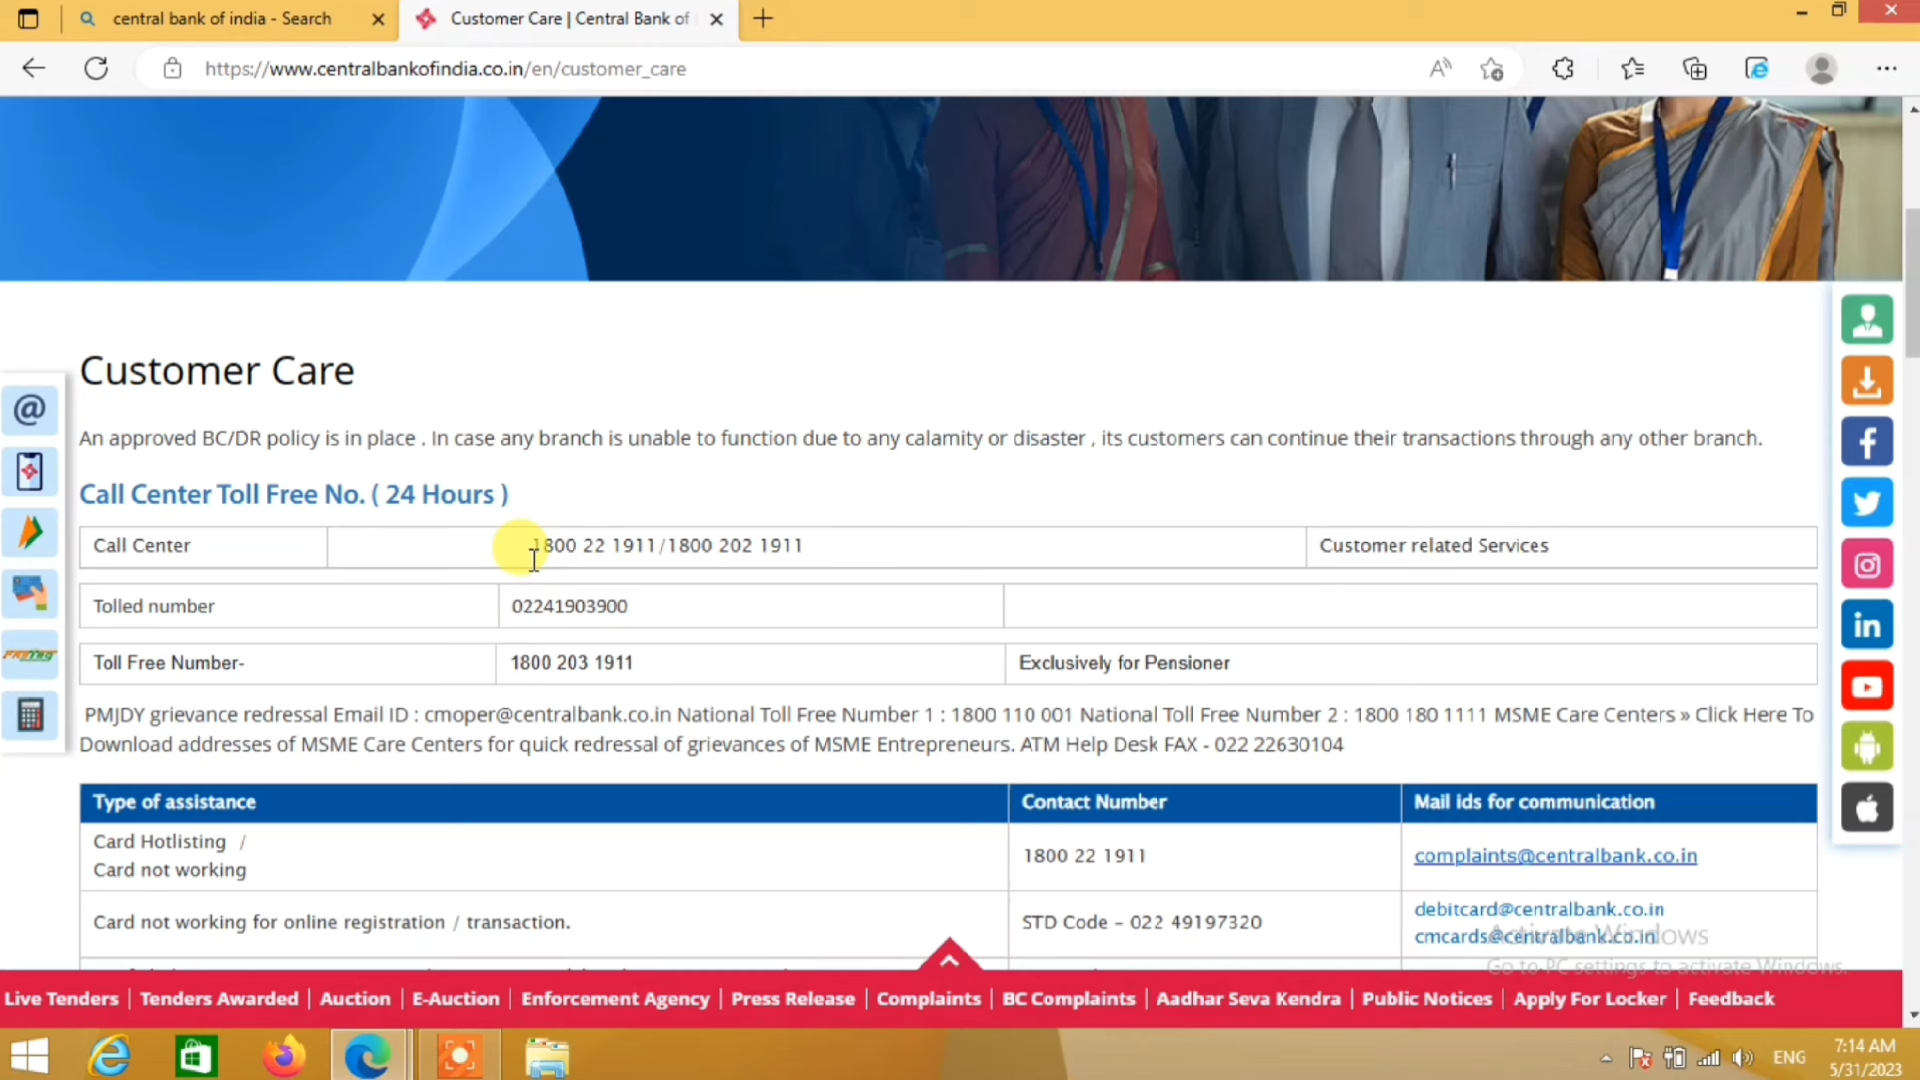 central bank of india - Search
Customer Care | Central Bank of
https://www.centralbankofindia.co.in/en/customer_care
Customer Care
An approved BC/DR policy is in place . In case any branch is unable to function due to any calamity or disaster , its customers can continue their transactions through any other branch.
Call Center Toll Free No. ( 24 Hours )
Call Center 1800 22 1911/1800 202 1911 Customer related Services
Tolled number 02241903900
Toll Free Number- 1800 203 1911 Exclusively for Pensioner
PMJDY grievance redressal Email ID : cmoper@centralbank.co.in National Toll Free Number 1 : 1800 110 001 National Toll Free Number 2 : 1800 180 1111 MSME Care Centers » Click Here To
Download addresses of MSME Care Centers for quick redressal of grievances of MSME Entrepreneurs. ATM Help Desk FAX - 022 22630104
Type of assistance Contact Number Mail ids for communication
Card Hotlisting /
Card not working
1800 22 1911
complaints@centralbank.co.in
Card not working for online registration / transaction.
STD Code – 022 49197320
debitcard@centralbank.co.in
cmcards@centralbank.co.in
Activate Windows
Go to PC settings to activate Windows.
Live Tenders | Tenders Awarded | Auction | E-Auction | Enforcement Agency | Press Release | Complaints | BC Complaints | Aadhar Seva Kendra | Public Notices | Apply For Locker | Feedback
ENG
7:14 AM
5/31/2023